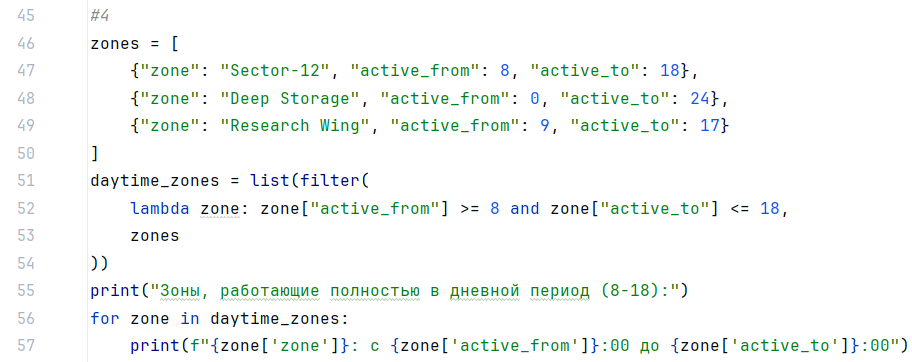 45 #4
46 zones = [
47     {"zone": "Sector-12", "active_from": 8, "active_to": 18},
48     {"zone": "Deep Storage", "active_from": 0, "active_to": 24},
49     {"zone": "Research Wing", "active_from": 9, "active_to": 17}
50 ]
51 daytime_zones = list(filter(
52     lambda zone: zone["active_from"] >= 8 and zone["active_to"] <= 18,
53     zones
54 ))
55 print("Зоны, работающие полностью в дневной период (8-18):")
56 for zone in daytime_zones:
57     print(f"{zone['zone']}: с {zone['active_from']}:00 до {zone['active_to']}:00")